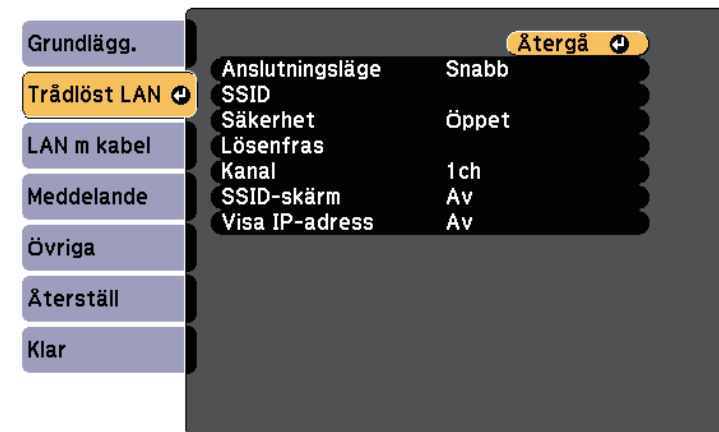 Grundlägg.
Trådlöst LAN
LAN m kabel
Meddelande
Övriga
Återställ
Klar
Återgå
Anslutningsläge Snabb
SSID
Säkerhet Öppet
Lösenfras
Kanal 1ch
SSID-skärm Av
Visa IP-adress Av